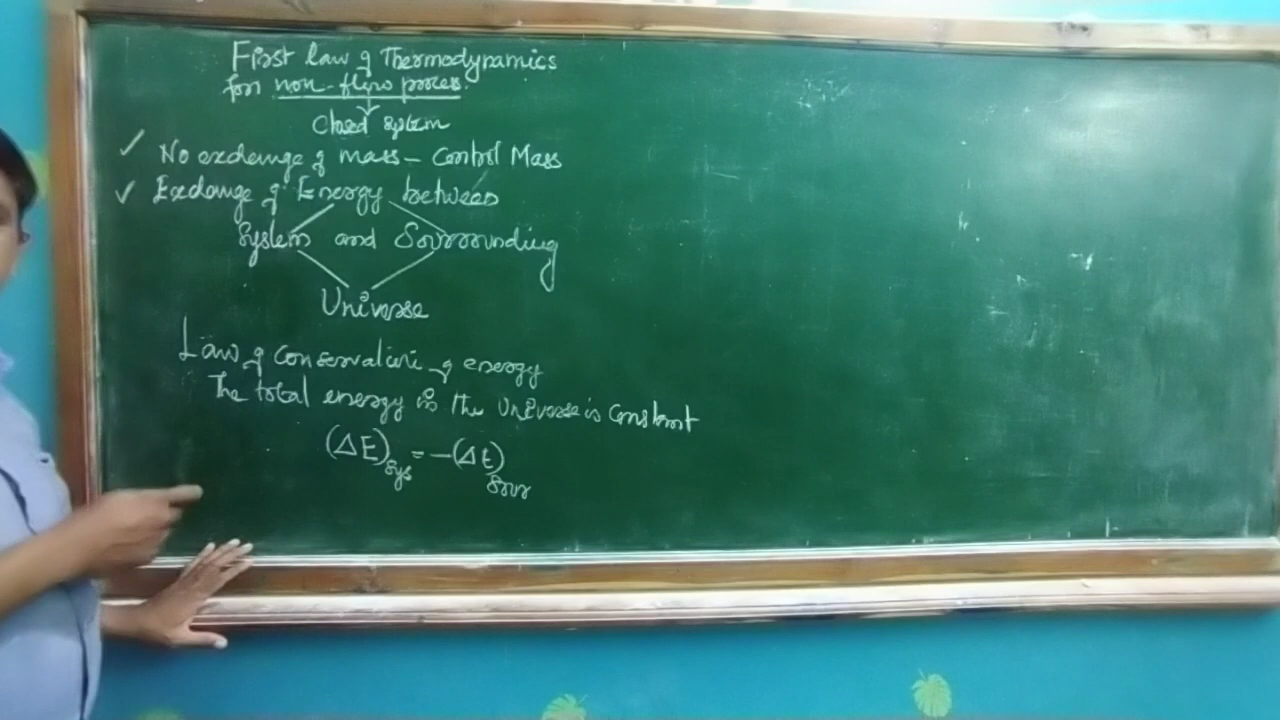 First law of Thermodynamics
for non-flow process.
Closed system
✓ No exchange of mass - Control Mass
✓ Exchange of Energy between
System and Surrounding
Universe
Law of conservation of energy
The total energy in the Universe is constant
(ΔE)sys = -(ΔE)surr